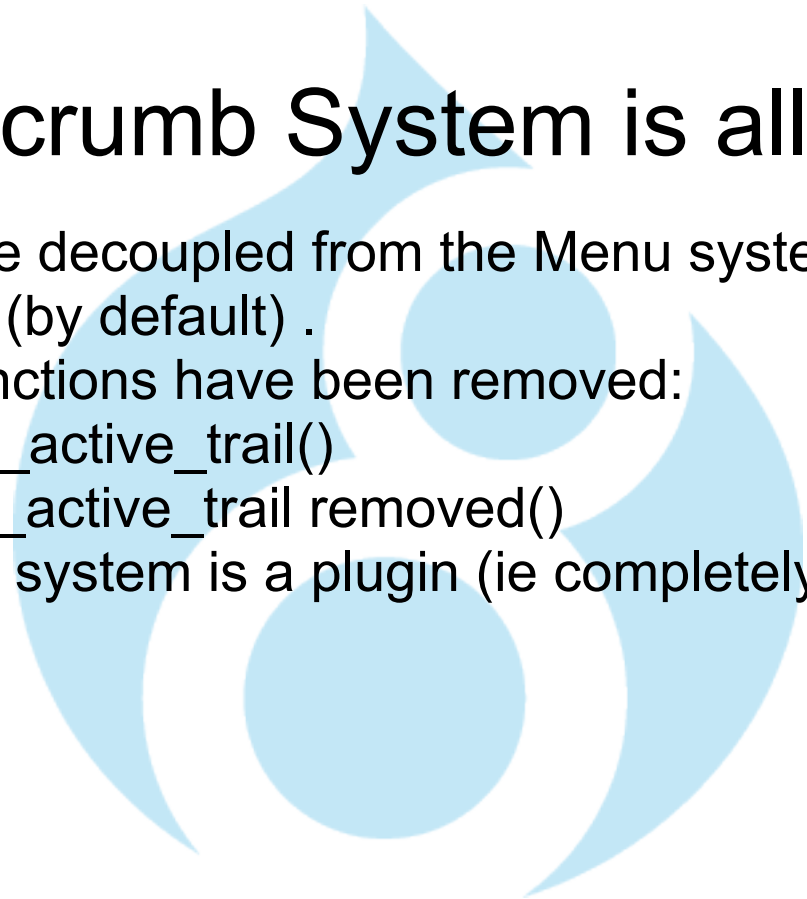 crumb System is all
e decoupled from the Menu syste
(by default) .
nctions have been removed:
_active_trail()
_active_trail removed()
system is a plugin (ie completely